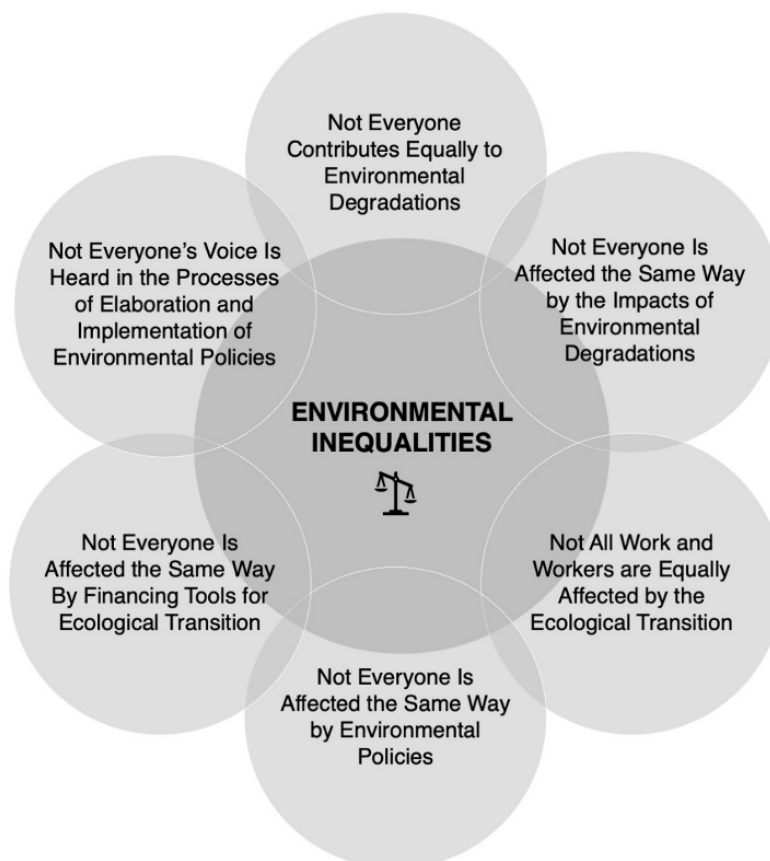 Not Everyone
Contributes Equally to
Environmental
Degradations
Not Everyone Is
Affected the Same Way
by the Impacts of
Environmental
Degradations
Not All Work and
Workers are Equally
Affected by the
Ecological Transition
Not Everyone Is
Affected the Same Way
by Environmental
Policies
Not Everyone Is
Affected the Same Way
By Financing Tools for
Ecological Transition
Not Everyone’s Voice Is
Heard in the Processes
of Elaboration and
Implementation of
Environmental Policies
ENVIRONMENTAL
INEQUALITIES